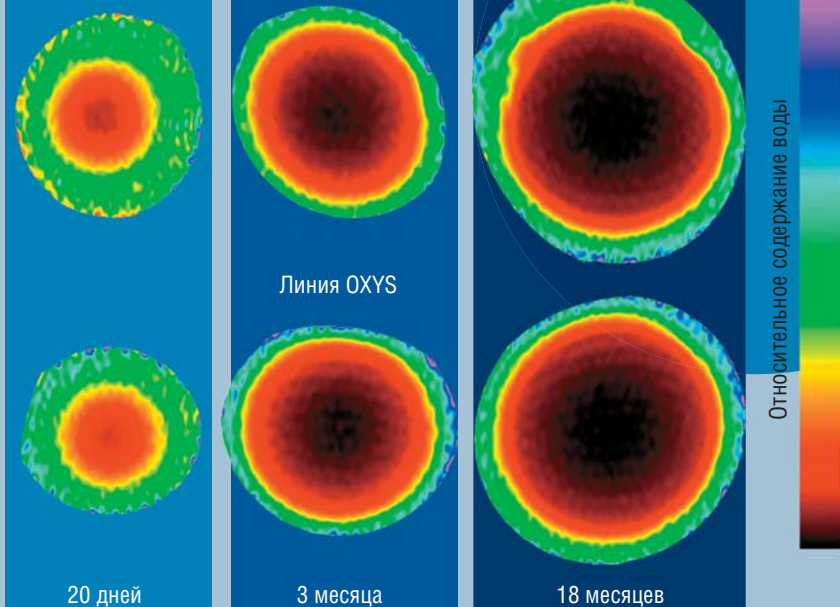 Линия OXYS
20 дней
3 месяца
18 месяцев
Относительное содержание воды